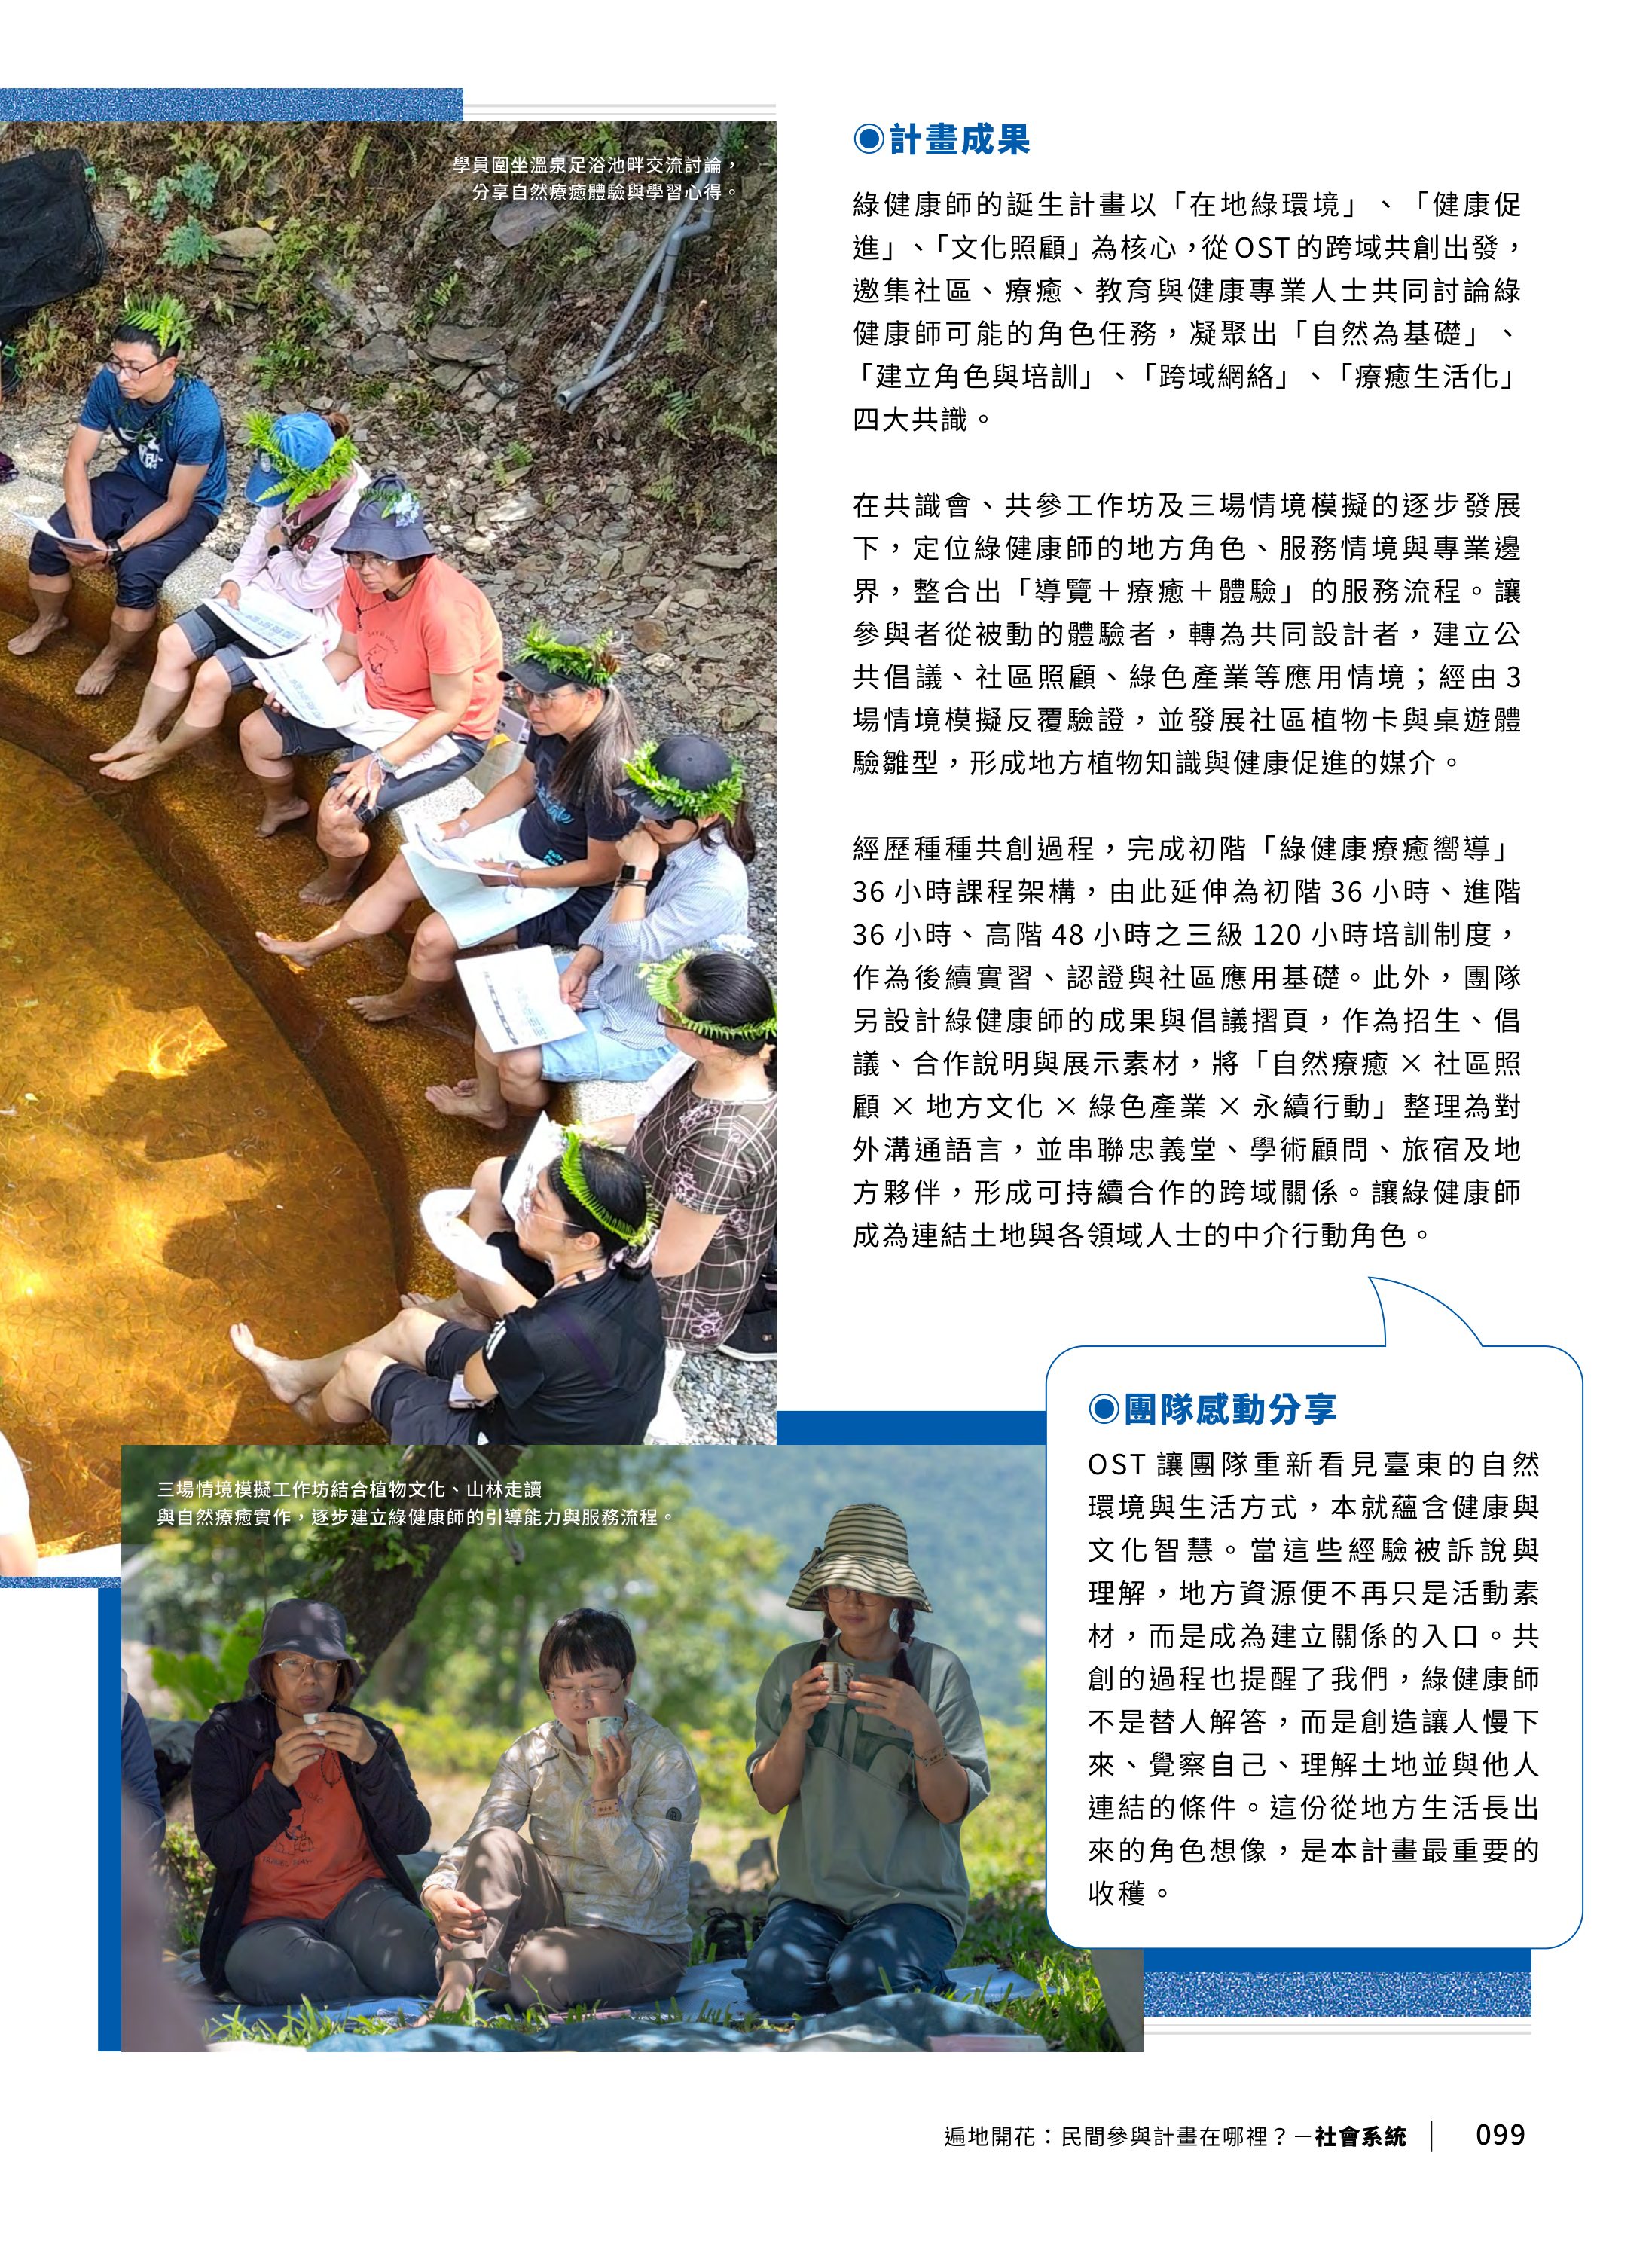 學員圍坐溫泉足浴池畔交流討論，
分享自然療癒體驗與學習心得。
◉計畫成果
綠健康師的誕生計畫以「在地綠環境」、「健康促
進」、「文化照顧」為核心，從 OST 的跨域共創出發，
邀集社區、療癒、教育與健康專業人士共同討論綠
健康師可能的角色任務，凝聚出「自然為基礎」、
「建立角色與培訓」、「跨域網絡」、「療癒生活化」
四大共識。
在共識會、共參工作坊及三場情境模擬的逐步發展
下，定位綠健康師的地方角色、服務情境與專業邊
界，整合出「導覽＋療癒＋體驗」的服務流程。讓
參與者從被動的體驗者，轉為共同設計者，建立公
共倡議、社區照顧、綠色產業等應用情境；經由 3
場情境模擬反覆驗證，並發展社區植物卡與桌遊體
驗雛型，形成地方植物知識與健康促進的媒介。
經歷種種共創過程，完成初階「綠健康療癒嚮導」
36 小時課程架構，由此延伸為初階 36 小時、進階
36 小時、高階 48 小時之三級 120 小時培訓制度，
作為後續實習、認證與社區應用基礎。此外，團隊
另設計綠健康師的成果與倡議摺頁，作為招生、倡
議、合作說明與展示素材，將「自然療癒 × 社區照
顧 × 地方文化 × 綠色產業 × 永續行動」整理為對
外溝通語言，並串聯忠義堂、學術顧問、旅宿及地
方夥伴，形成可持續合作的跨域關係。讓綠健康師
成為連結土地與各領域人士的中介行動角色。
◉團隊感動分享
OST 讓團隊重新看見臺東的自然
環境與生活方式，本就蘊含健康與
文化智慧。當這些經驗被訴說與
理解，地方資源便不再只是活動素
材，而是成為建立關係的入口。共
創的過程也提醒了我們，綠健康師
不是替人解答，而是創造讓人慢下
來、覺察自己、理解土地並與他人
連結的條件。這份從地方生活長出
來的角色想像，是本計畫最重要的
收穫。
三場情境模擬工作坊結合植物文化、山林走讀
與自然療癒實作，逐步建立綠健康師的引導能力與服務流程。
遍地開花：民間參與計畫在哪裡？－社會系統
099